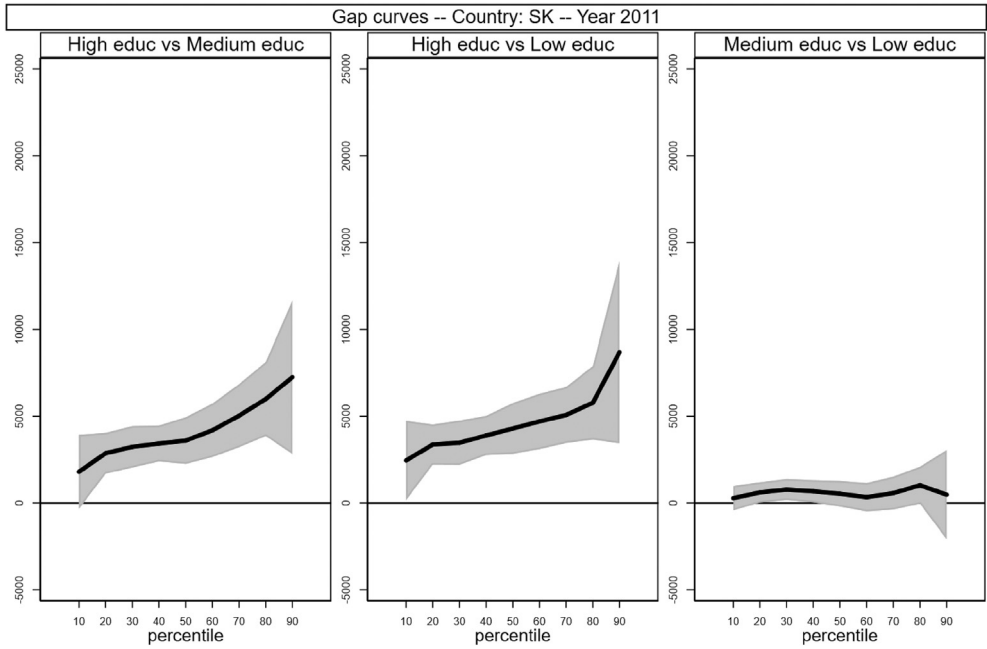 Gap curves -- Country: SK -- Year 2011
High educ vs Medium educ
25000
20000
15000
10000
5000
0
-5000
10 20 30 40 50 60 70 80 90
percentile
High educ vs Low educ
25000
20000
15000
10000
5000
0
-5000
10 20 30 40 50 60 70 80 90
percentile
Medium educ vs Low educ
25000
20000
15000
10000
5000
0
-5000
10 20 30 40 50 60 70 80 90
percentile